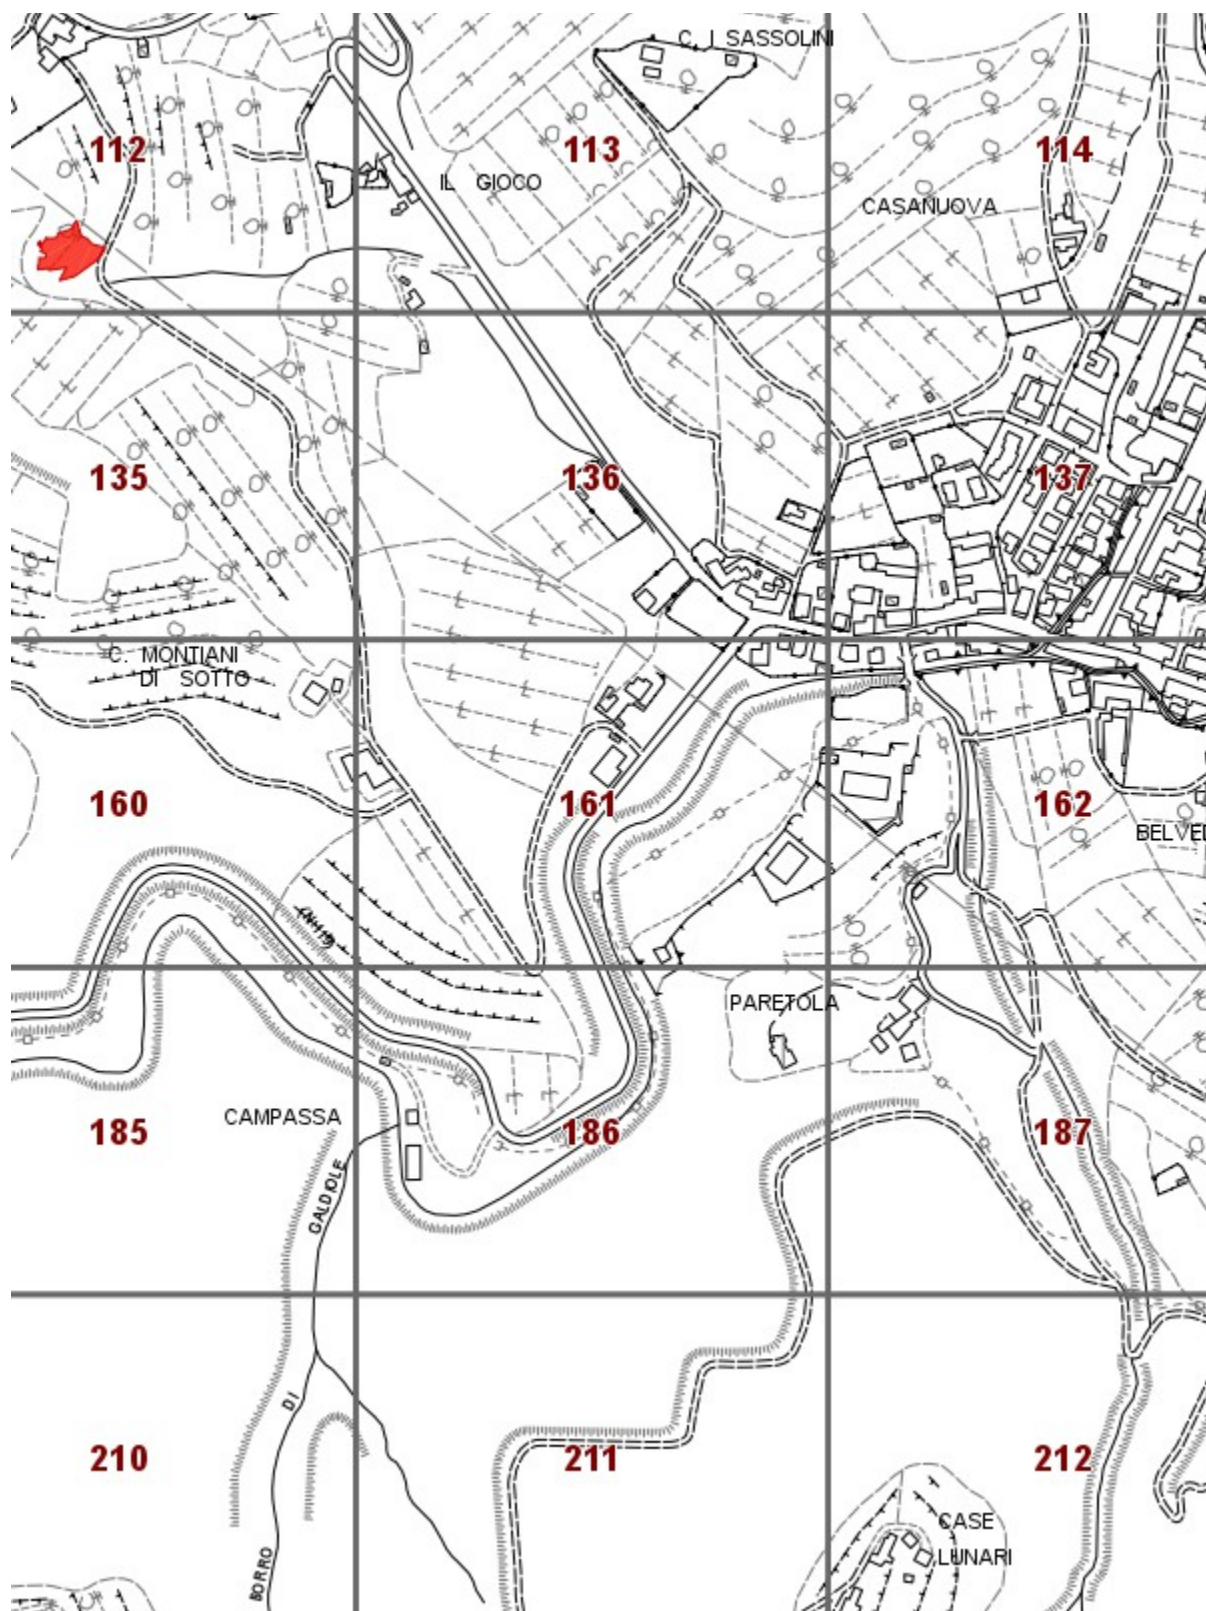 C. I SASSOLINI
112
113
114
IL GIOCO
CASANUOVA
135
136
137
C. MONTIANI
DI SOTTO
160
161
162
BELVED
PARETOLA
CAMPASSA
185
186
187
GALDIOLE
210
DI
211
212
CASE
LUNARI
BORRO